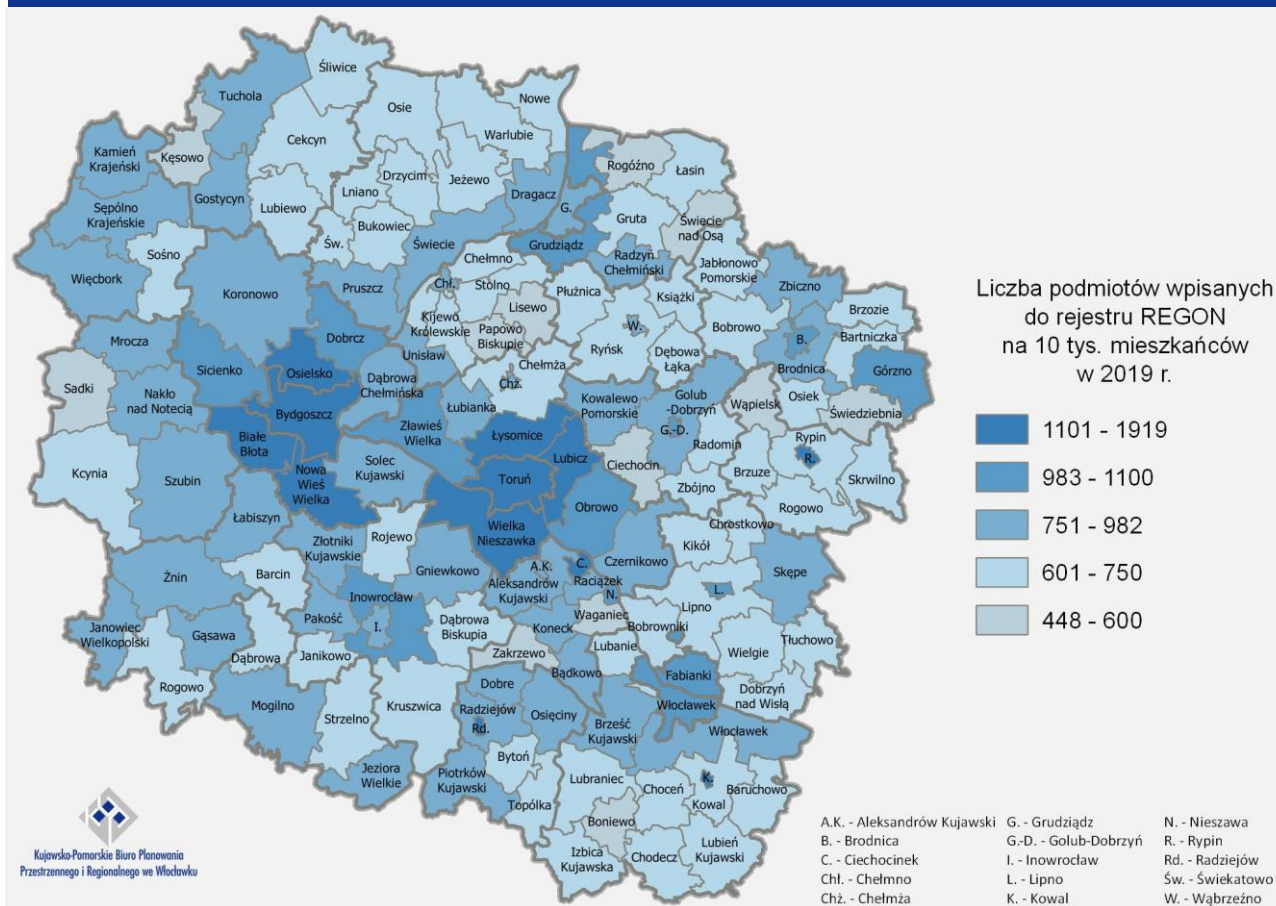 Śliwice
Tuchola
Osie
Nowe
Cekcyn
Warlubie
Kamień
Krajeński
Kęsowo
Rogóźno
Łasin
Drzycim
Jeżewo
Lniano
Dragacz
Gostycyn
Lubiewo
G.
Gruta
Sępólno
Krajeńskie
Bukowiec
Święcie
nad Osą
Św.
Świecie
Grudziądz
Sośno
Radzyń
Chełmiński
Jabłonowo
Pomorskie
Chełmno
Więcbork
Koronowo
Pruszcz
Chł.
Stolno
Płużnica
Książki
Zbiczno
Brzozie
Lisewo
Kijewo
Królewskie
Papowo
Biskupie
W.
Bobrowo
Bartniczka
Dobrcz
B.
Mrocza
Unisław
Ryńsk
Dębowa
Łąka
Chełmża
Brodnica
Górzno
Sicienko
Osielsko
Dąbrowa
Chełmińska
Chż.
Sadki
Nakło
nad Notecią
Golub
-Dobrzyń
Wąpielsk
Osiek
Świedziebnia
Bydgoszcz
Łubianka
Kowalewo
Pomorskie
Zławieś
Wielka
G.-D.
Białe
Błota
Łysomice
Radomin
Rypin
R.
Lubicz
Ciechocin
Kcynia
Solec
Kujawski
Nowa
Wieś
Wielka
Szubin
Toruń
Brzuze
Skrwilno
Zbójno
Obrowo
Rogowo
Łabiszyn
Wielka
Nieszawka
Chrostkowo
Złotniki
Kujawskie
Rojewo
Kikół
Czernikowo
A.K.
C.
Żnin
Barcin
Gniewkowo
Aleksandrów
Kujawski
Raciążek
N.
Skępe
L.
Inowrocław
Lipno
Pakość
Waganiec
Bobrowniki
Janowiec
Wielkopolski
Gąsawa
I.
Dąbrowa
Biskupia
Koneck
Tłuchowo
Dąbrowa
Janikowo
Zakrzewo
Lubanie
Wielgie
Rogowo
Bądkowo
Fabianki
Dobre
Dobrzyń
nad Wisłą
Mogilno
Kruszwica
Radziejów
Osięciny
Włocławek
Strzelno
Rd.
Brześć
Kujawski
Włocławek
Bytoń
Jeziora
Wielkie
Piotrków
Kujawski
Lubraniec
K.
Choceń
Baruchowo
Topólka
Kowal
Boniewo
Lubień
Kujawski
Izbica
Kujawska
Chodecz
Liczba podmiotów wpisanych
do rejestru REGON
na 10 tys. mieszkańców
w 2019 r.
1101 - 1919
983 - 1100
751 - 982
601 - 750
448 - 600
Kujawsko-Pomorskie Biuro Planowania
Przestrzennego i Regionalnego we Włocławku
A.K. - Aleksandrów Kujawski
B. - Brodnica
C. - Ciechocinek
Chł. - Chełmno
Chż. - Chełmża
G. - Grudziądz
G.-D. - Golub-Dobrzyń
I. - Inowrocław
L. - Lipno
K. - Kowal
N. - Nieszawa
R. - Rypin
Rd. - Radziejów
Św. - Świekatowo
W. - Wąbrzeźno